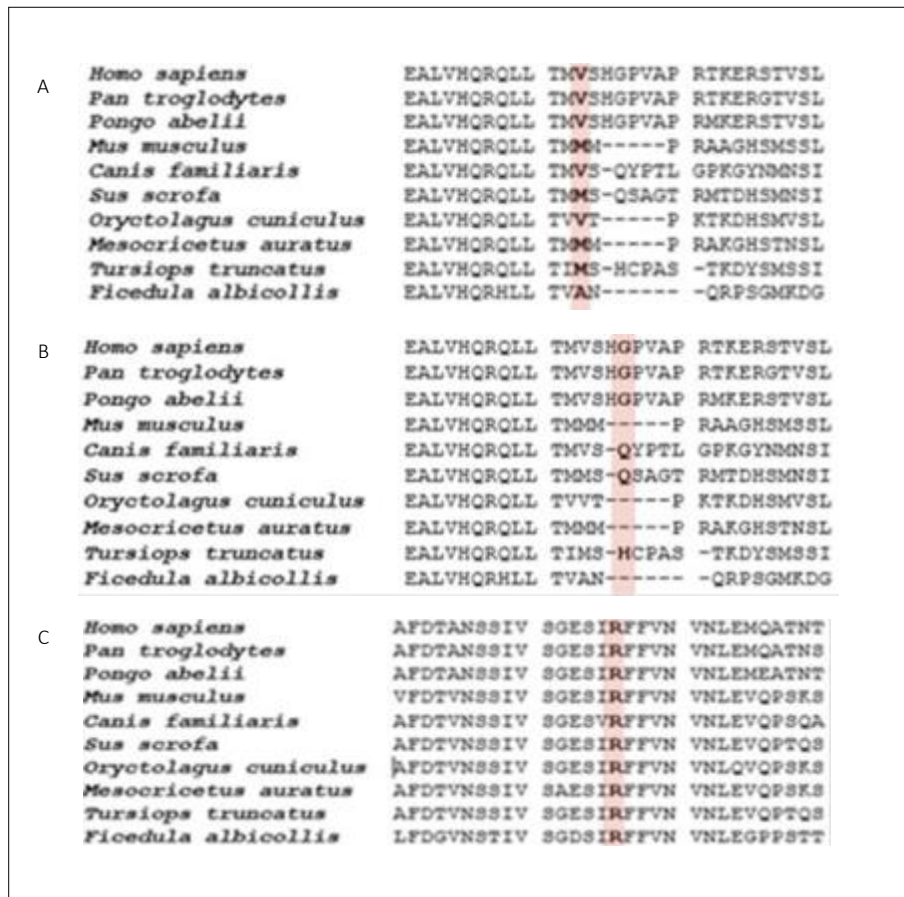 A
Homo sapiens EALVHQRQLL TMVSHGPVAP RTKERSTVSL
Pan troglodytes EALVHQRQLL TMVSHGPVAP RTKERGTVSL
Pongo abelii EALVHQRQLL TMVSHGPVAP RMKERSTVSL
Mus musculus EALVHQRQLL TMMM-----P RAAGHSMSSL
Canis familiaris EALVHQRQLL TMVS-QYPTL GPKGYNMNSI
Sus scrofa EALVHQRQLL TMMS-QSAGT RMTDHSMNSI
Oryctolagus cuniculus EALVHQRQLL TVVT-----P KTKDHSMVSL
Mesocricetus auratus EALVHQRQLL TMMM-----P RAKGHSTNSL
Tursiops truncatus EALVHQRQLL TIMS-HCPAS -TKDYSMSSI
Ficedula albicollis EALVHQRHLL TVAN------ -QRPSGMKDG
B
Homo sapiens EALVHQRQLL TMVSHGPVAP RTKERSTVSL
Pan troglodytes EALVHQRQLL TMVSHGPVAP RTKERGTVSL
Pongo abelii EALVHQRQLL TMVSHGPVAP RMKERSTVSL
Mus musculus EALVHQRQLL TMMM-----P RAAGHSMSSL
Canis familiaris EALVHQRQLL TMVS-QYPTL GPKGYNMNSI
Sus scrofa EALVHQRQLL TMMS-QSAGT RMTDHSMNSI
Oryctolagus cuniculus EALVHQRQLL TVVT-----P KTKDHSMVSL
Mesocricetus auratus EALVHQRQLL TMMM-----P RAKGHSTNSL
Tursiops truncatus EALVHQRQLL TIMS-HCPAS -TKDYSMSSI
Ficedula albicollis EALVHQRHLL TVAN------ -QRPSGMKDG
C
Homo sapiens AFDTANSSIV SGESIRFFVN VNLEMQATNT
Pan troglodytes AFDTANSSIV SGESIRFFVN VNLEMQATNS
Pongo abelii AFDTANSSIV SGESIRFFVN VNLEMEATNT
Mus musculus VFDTVNSSIV SGESIRFFVN VNLEVQPSKS
Canis familiaris AFDTVNSSIV SGESVRFFVN VNLEVQPSQA
Sus scrofa AFDTVNSSIV SGESIRFFVN VNLEVQPTQS
Oryctolagus cuniculus AFDTVNSSIV SGESIRFFVN VNLQVQPSKS
Mesocricetus auratus AFDTVNSSIV SAESIRFFVN VNLEVQPSKS
Tursiops truncatus AFDTVNSSIV SGESIRFFVN VNLEVQPTQS
Ficedula albicollis LFDGVNSTIV SGDSIRFFVN VNLEGPPSTT